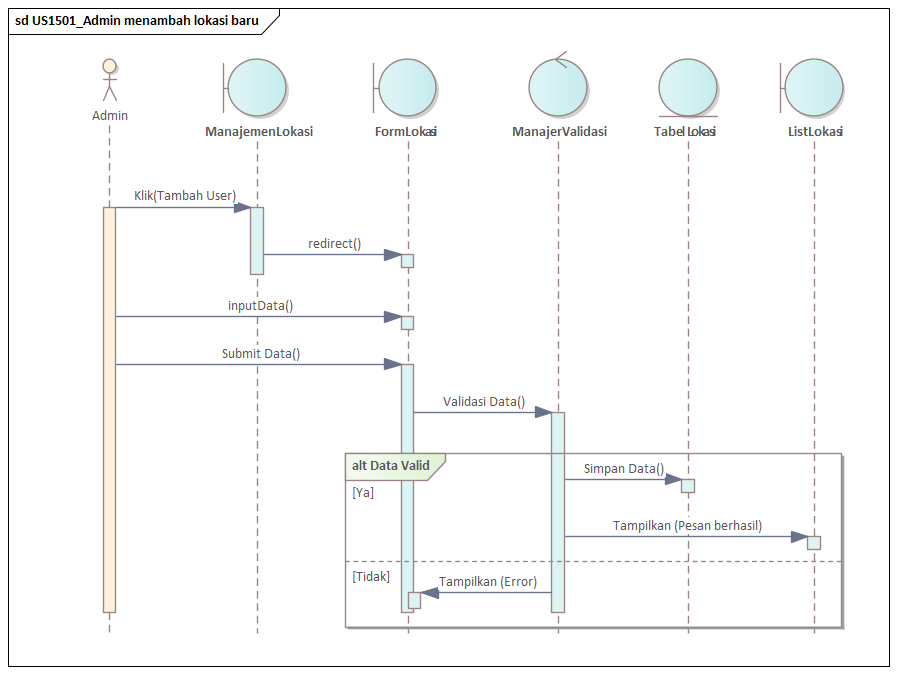 sd US1501_Admin menambah lokasi baru
Admin
ManajemenLokasi
FormLokasi
ManajerValidasi
Tabel Lokasi
ListLokasi
Klik(Tambah User)
redirect()
inputData()
Submit Data()
Validasi Data()
alt Data Valid
Simpan Data()
[Ya]
Tampilkan (Pesan berhasil)
[Tidak]
Tampilkan (Error)